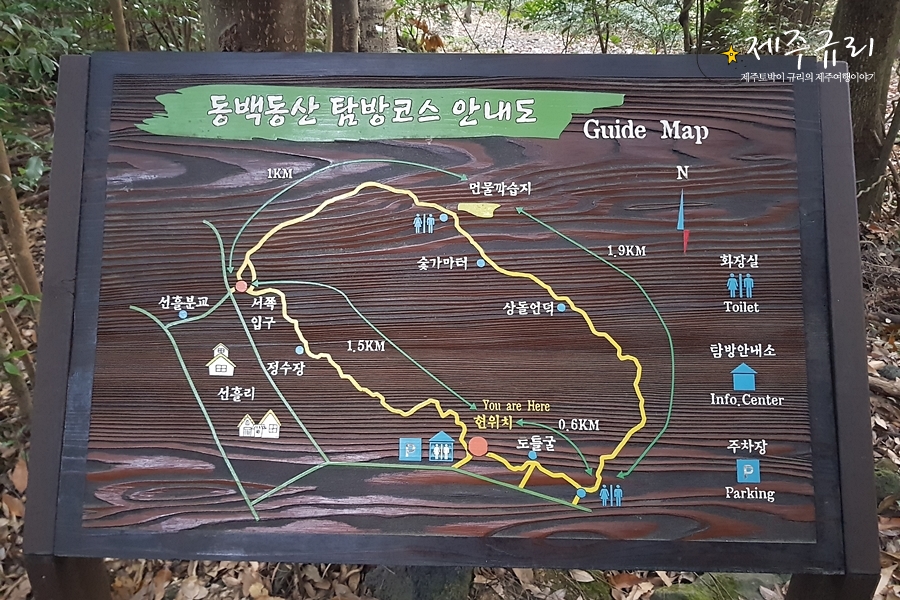 제주규리
제주토박이 규리의 제주여행이야기
동백동산 탐방코스 안내도
Guide Map
N
1KM
먼물깍습지
1.9KM
숯가마터
상돌언덕
선흘분교
서쪽
입구
1.5KM
정수장
선흘리
You are Here
현위치
0.6KM
도틀굴
P
화장실
Toilet
탐방안내소
Info.Center
주차장
P
Parking